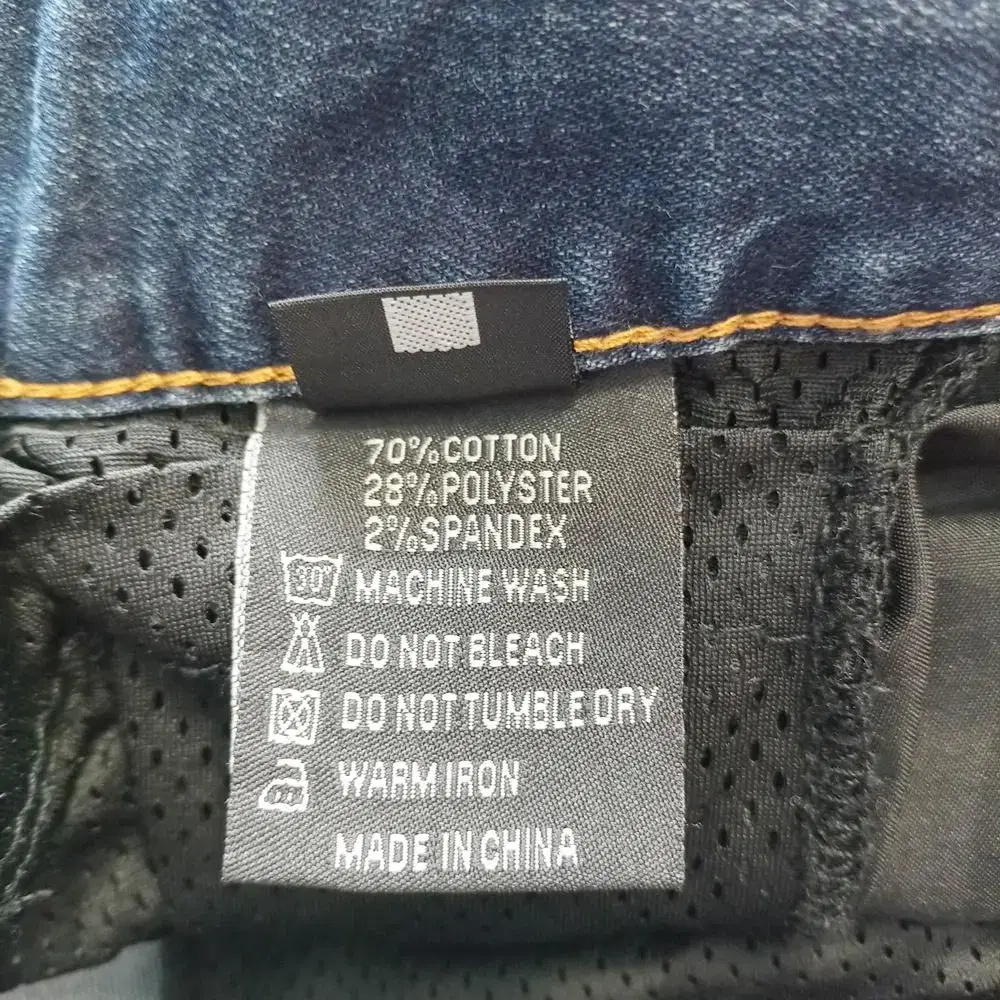 70%COTTON
28%POLYSTER
2%SPANDEX
30°
MACHINE WASH
DO NOT BLEACH
DO NOT TUMBLE DRY
WARM IRON
MADE IN CHINA